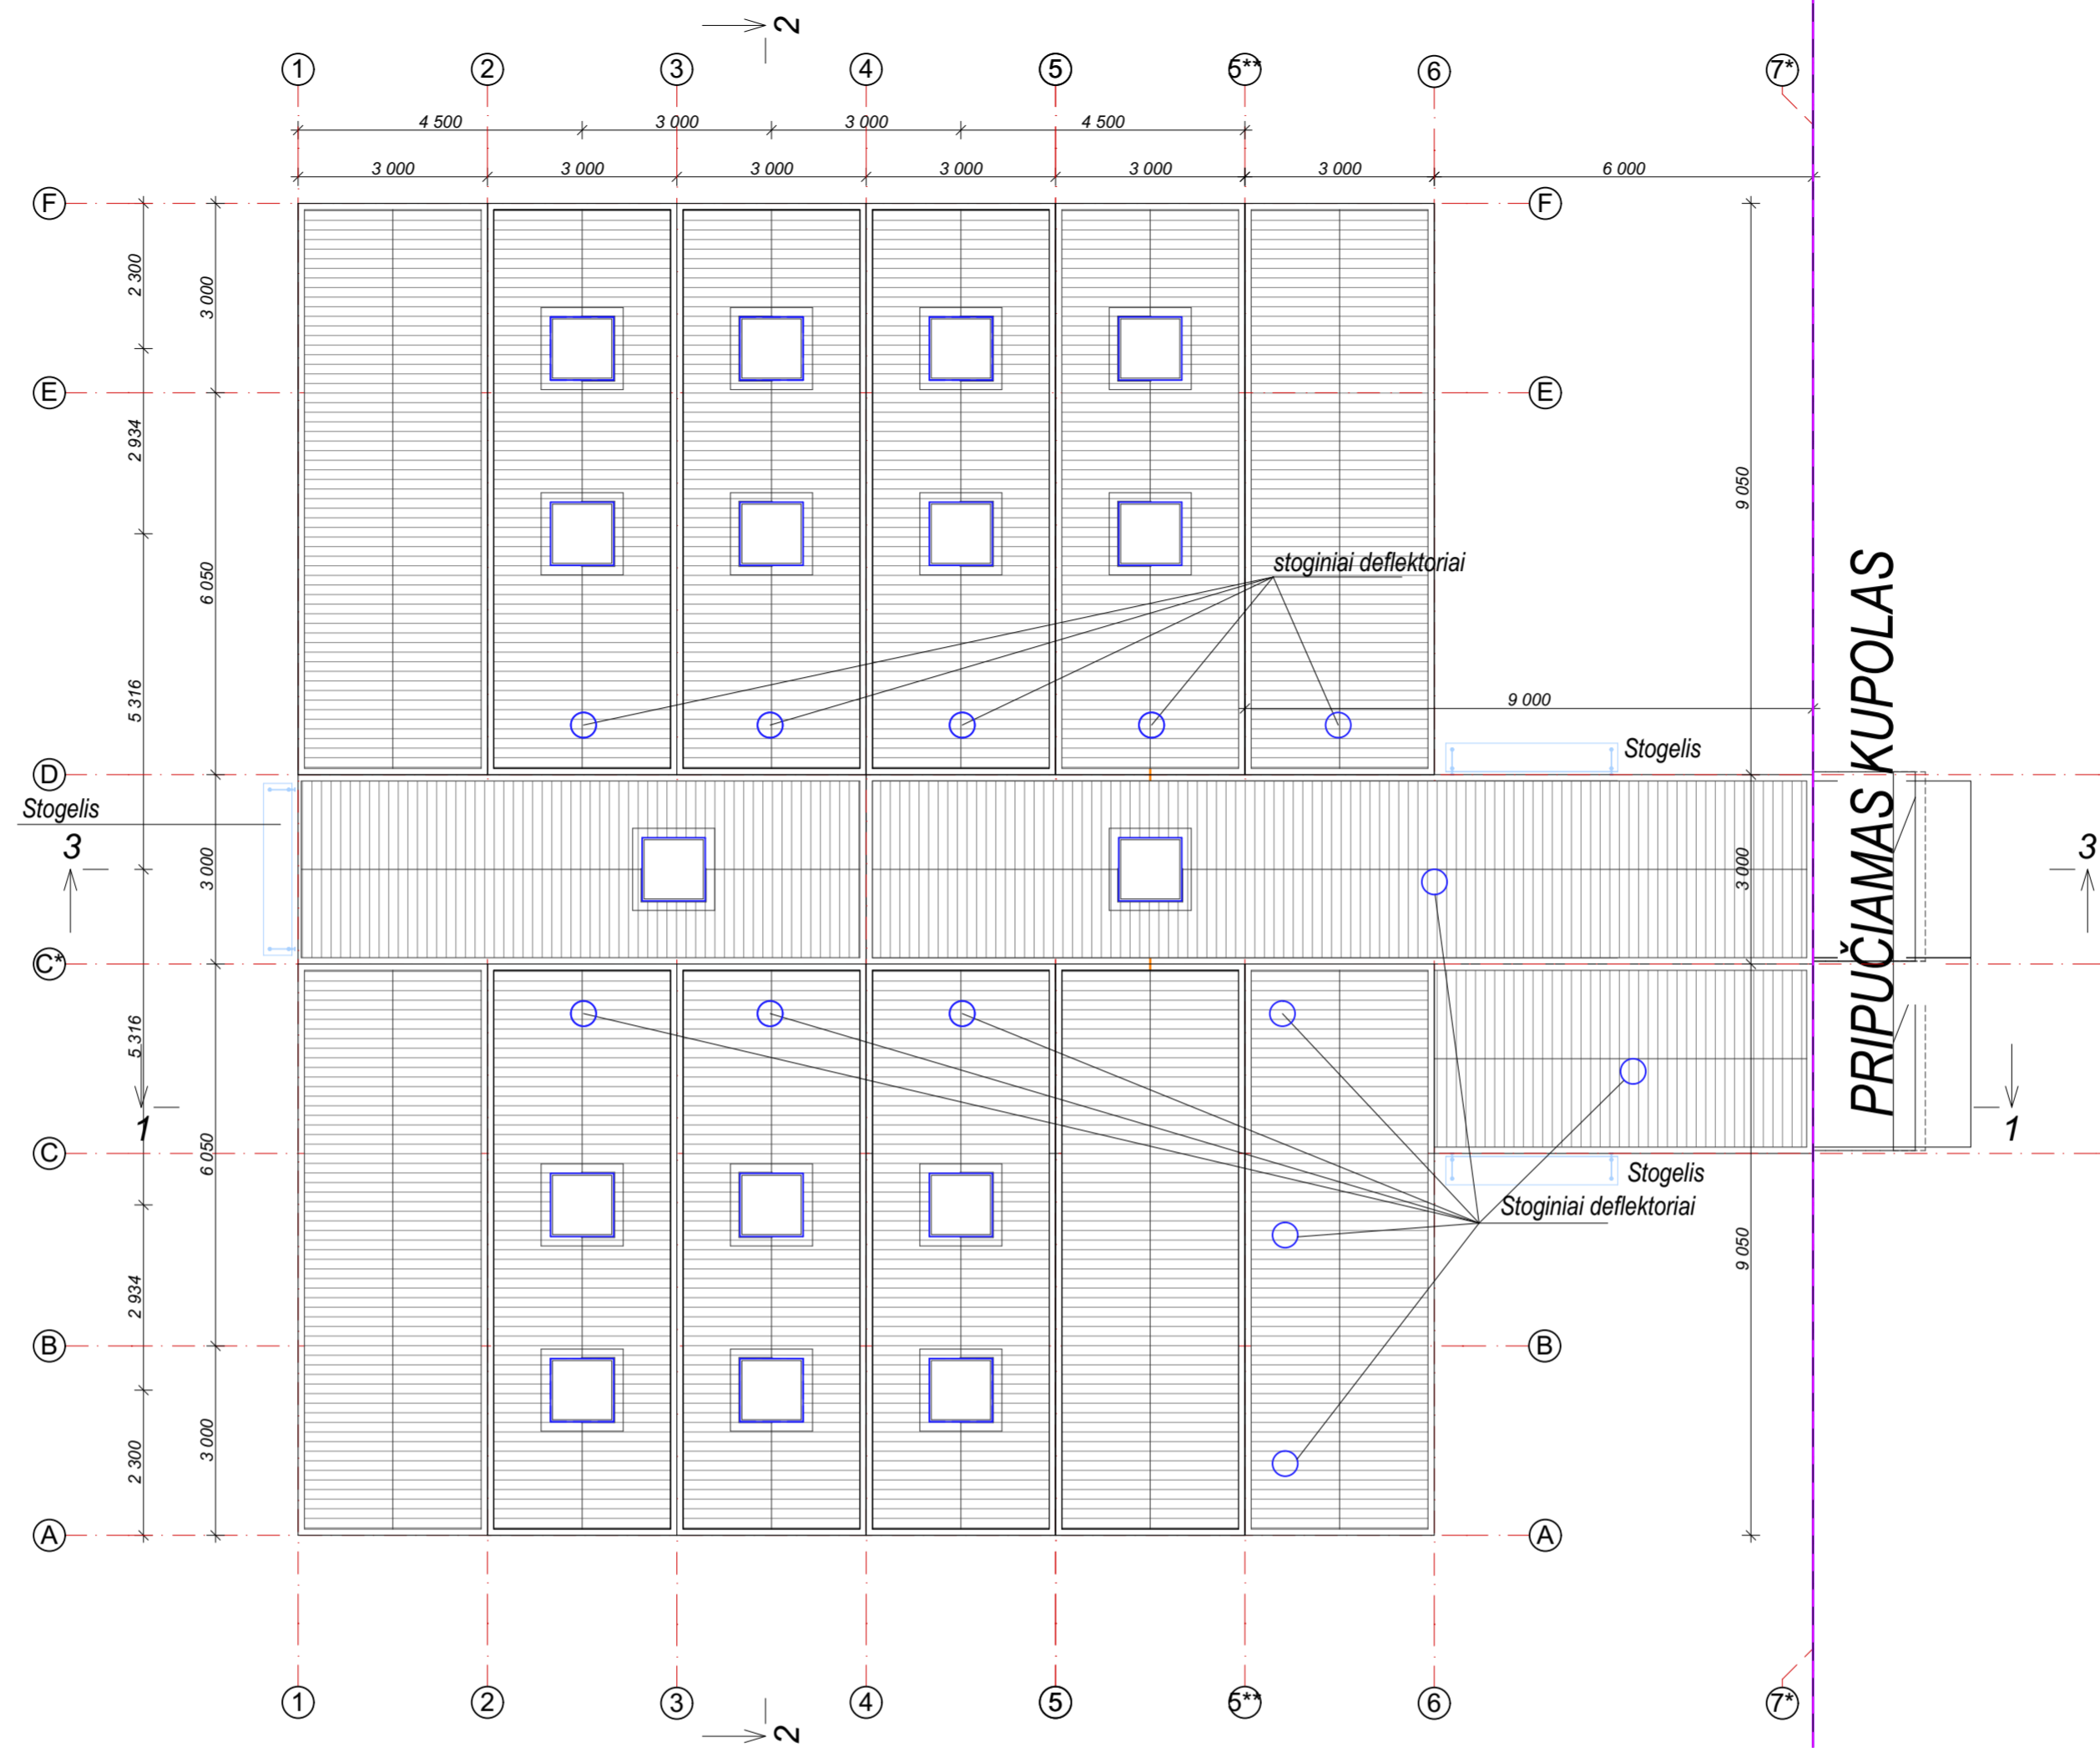 2
1 2 3 4 5 5** 6 7*
4 500 3 000 3 000 4 500
3 000 3 000 3 000 3 000 3 000 3 000 6 000
F F
2 300
3 000
E E
2 934
6 050
9 050
stoginiai deflektoriai
5 316
9 000
Stogelis
D
Stogelis
3 3
3 000 3 000
PRIPUČIAMAS KUPOLAS
C*
5 316
1 1
C
6 050
Stogelis
Stoginiai deflektoriai
9 050
2 934
B B
2 300
3 000
A A
1 2 3 4 5 5** 6 7*
2